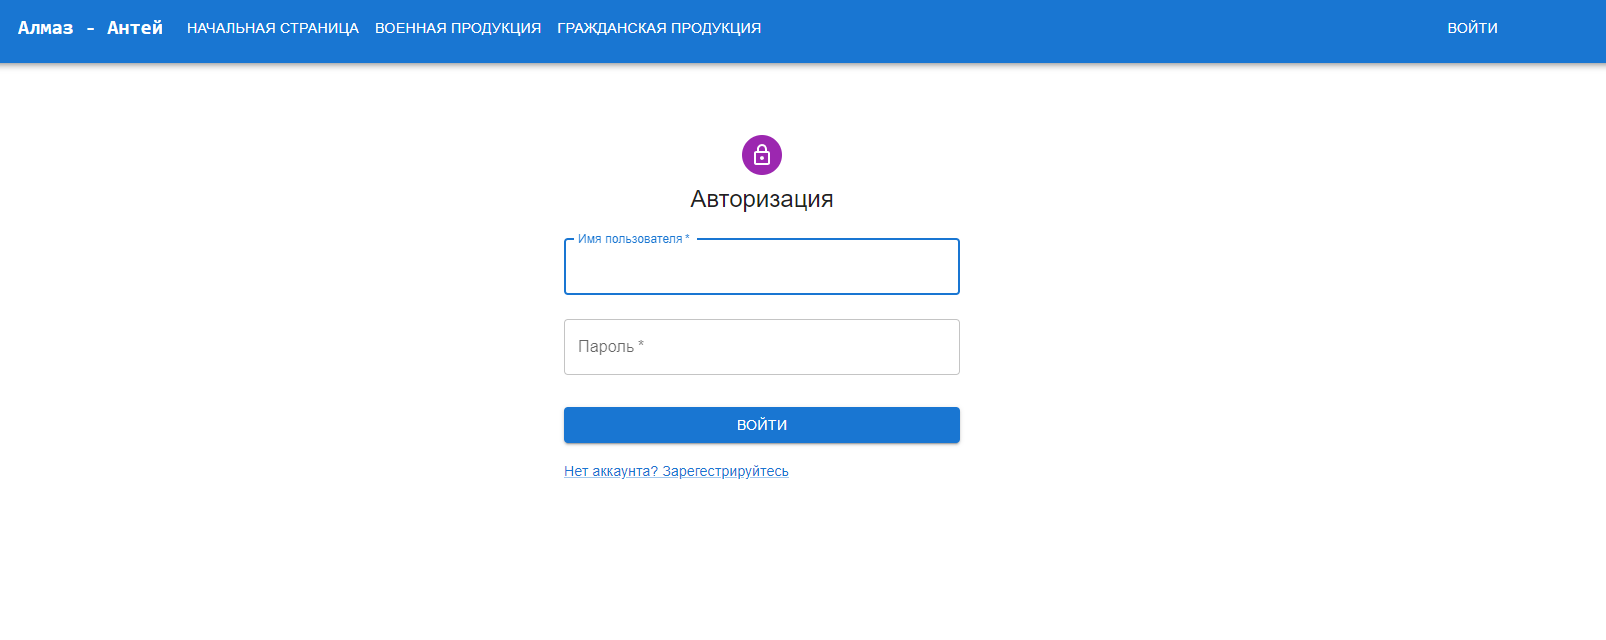 Алмаз - Антей НАЧАЛЬНАЯ СТРАНИЦА ВОЕННАЯ ПРОДУКЦИЯ ГРАЖДАНСКАЯ ПРОДУКЦИЯ ВОЙТИ
Авторизация
Имя пользователя *
Пароль *
ВОЙТИ
Нет аккаунта? Зарегестрируйтесь